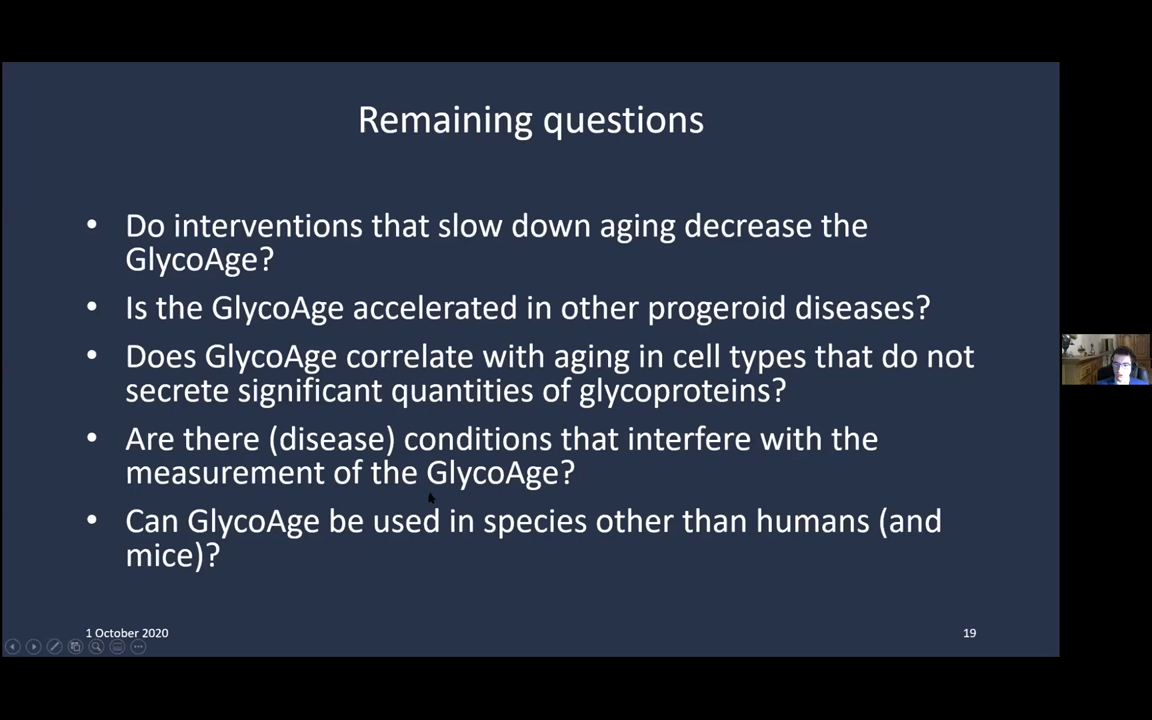 Remaining questions
• Do interventions that slow down aging decrease the
GlycoAge?
• Is the GlycoAge accelerated in other progeroid diseases?
• Does GlycoAge correlate with aging in cell types that do not
secrete significant quantities of glycoproteins?
• Are there (disease) conditions that interfere with the
measurement of the GlycoAge?
• Can GlycoAge be used in species other than humans (and
mice)?
1 October 2020
19